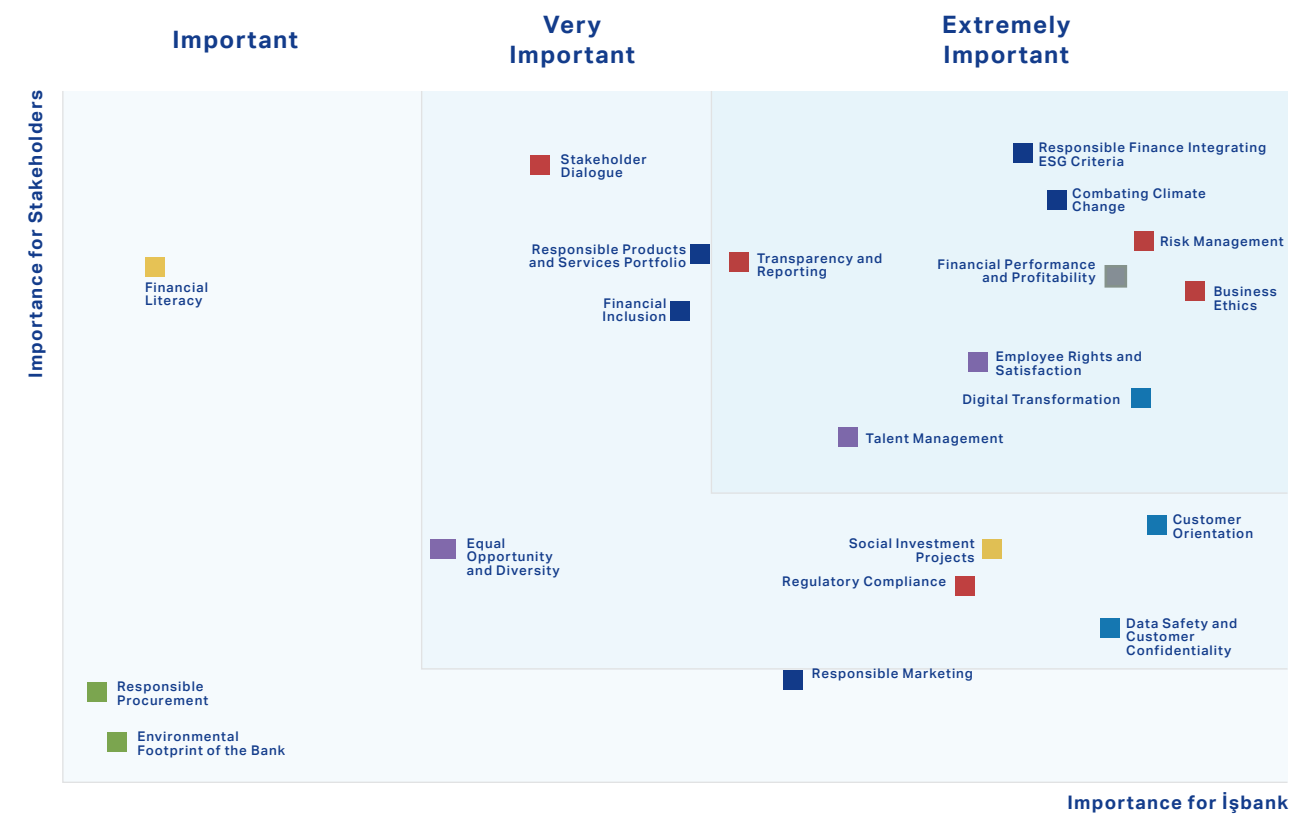 Important
Very
Important
Extremely
Important
Importance for Stakeholders
Stakeholder
Dialogue
Responsible Finance Integrating
ESG Criteria
Combating Climate
Change
Responsible Products
and Services Portfolio
Transparency and
Reporting
Risk Management
Financial Performance
and Profitability
Business
Ethics
Financial
Literacy
Financial
Inclusion
Employee Rights and
Satisfaction
Digital Transformation
Talent Management
Customer
Orientation
Equal
Opportunity
and Diversity
Social Investment
Projects
Regulatory Compliance
Data Safety and
Customer
Confidentiality
Responsible Marketing
Responsible
Procurement
Environmental
Footprint of the Bank
Importance for İşbank